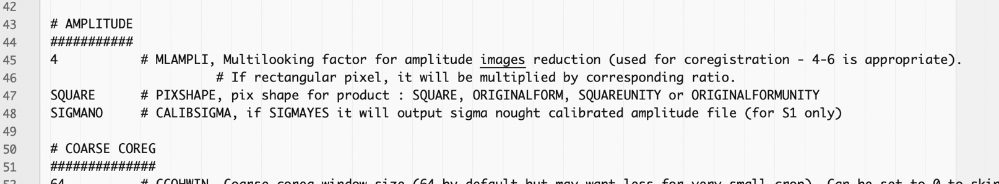 42
43 # AMPLITUDE
44 ###########
45 4 # MLAMPLI, Multilooking factor for amplitude images reduction (used for coregistration - 4-6 is appropriate).
46 # If rectangular pixel, it will be multiplied by corresponding ratio.
47 SQUARE # PIXSHAPE, pix shape for product : SQUARE, ORIGINALFORM, SQUAREUNITY or ORIGINALFORMUNITY
48 SIGMANO # CALIBSIGMA, if SIGMAYES it will output sigma nought calibrated amplitude file (for S1 only)
49
50 # COARSE COREG
51 ##############
52 64 # CCOHWIN, Coarse coreg window size (64 by default but may want less for very small crop). Can be set to 0 to skip